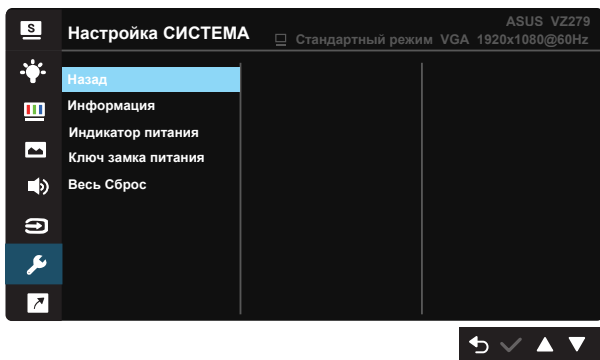 S
Настройка СИСТЕМА
ASUS VZ279
Стандартный режим VGA 1920x1080@60Hz
Назад
Информация
Индикатор питания
Ключ замка питания
Весь Сброс